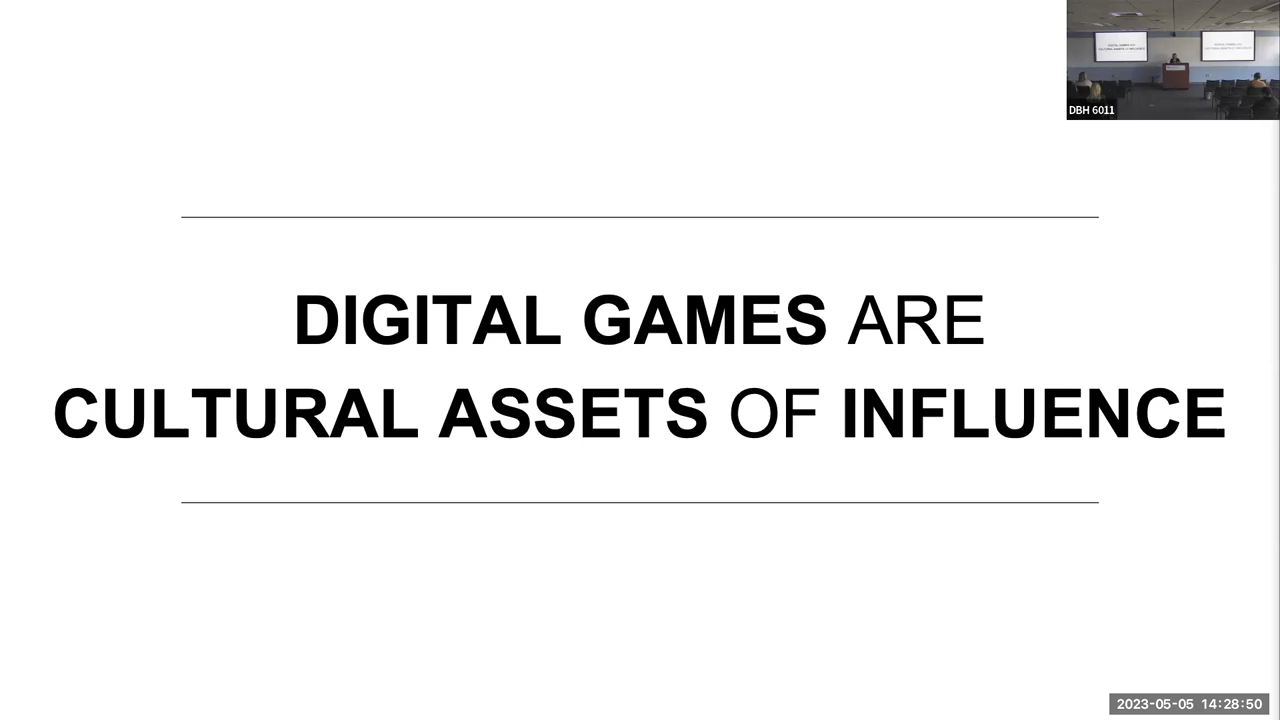 DBH 6011
DIGITAL GAMES ARE
CULTURAL ASSETS OF INFLUENCE
2023-05-05 14:28:50